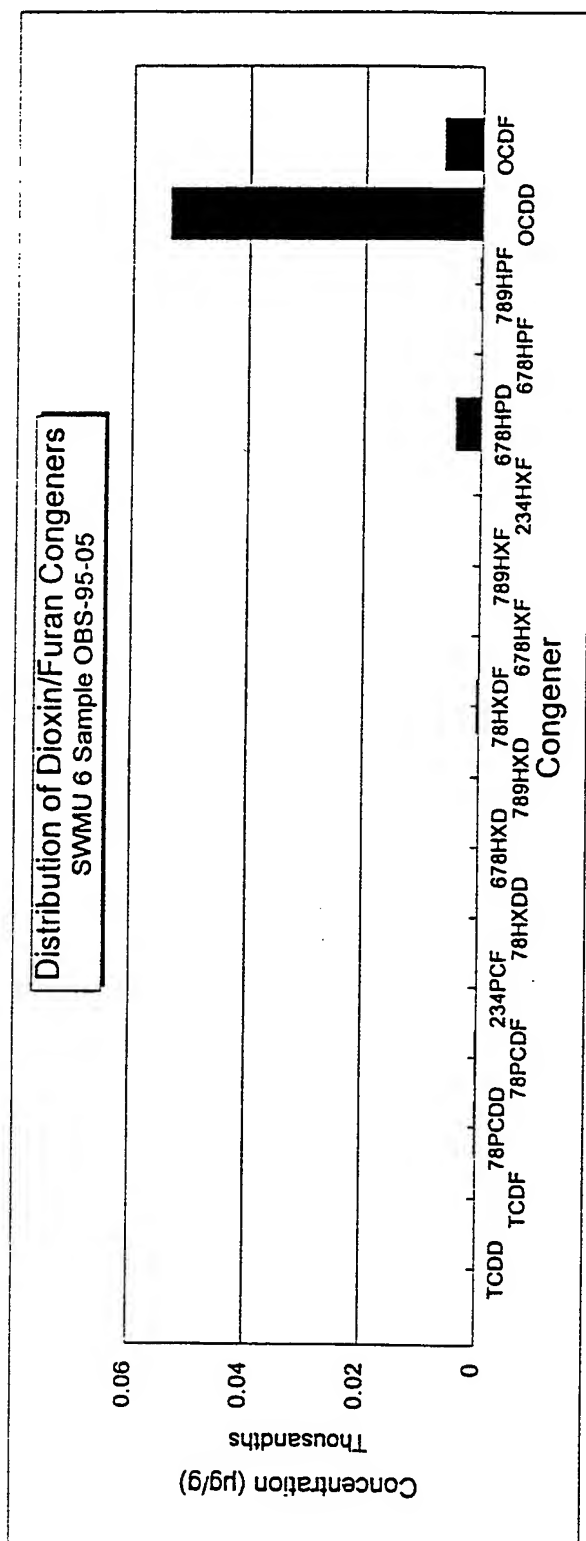 Distribution of Dioxin/Furan Congeners
SWMU 6 Sample OBS-95-05
Concentration (µg/g)
Thousandths
0.06
0.04
0.02
0
TCDD
TCDF
78PCDD
78PCDF
234PCF
78HXDD
678HXD
789HXD
78HXDF
678HXF
789HXF
234HXF
678HPD
678HPF
789HPF
OCDD
OCDF
Congener